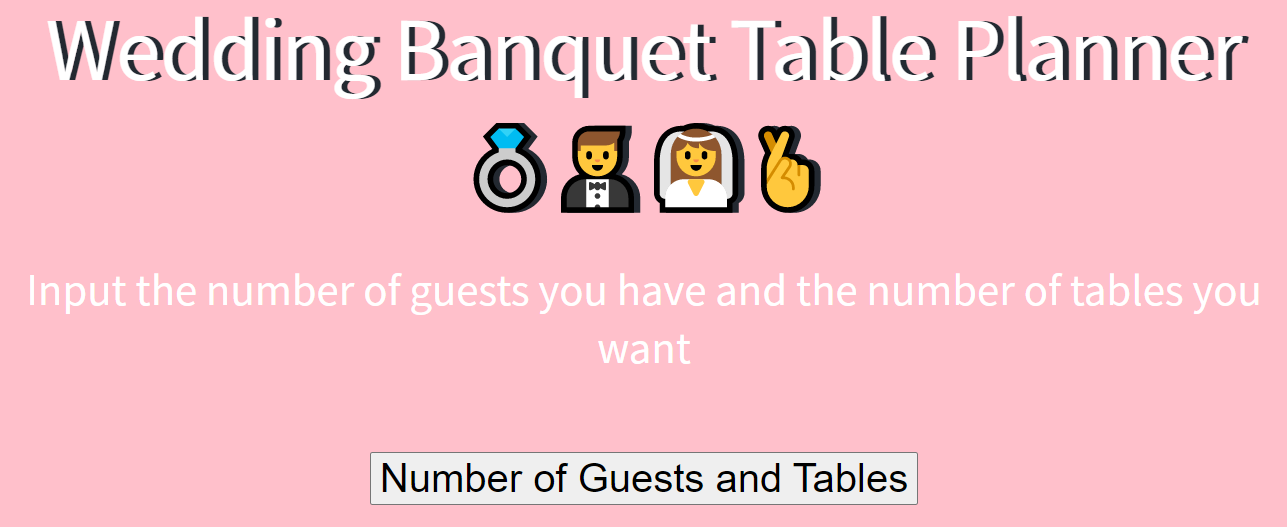 Wedding Banquet Table Planner
Input the number of guests you have and the number of tables you
want
Number of Guests and Tables